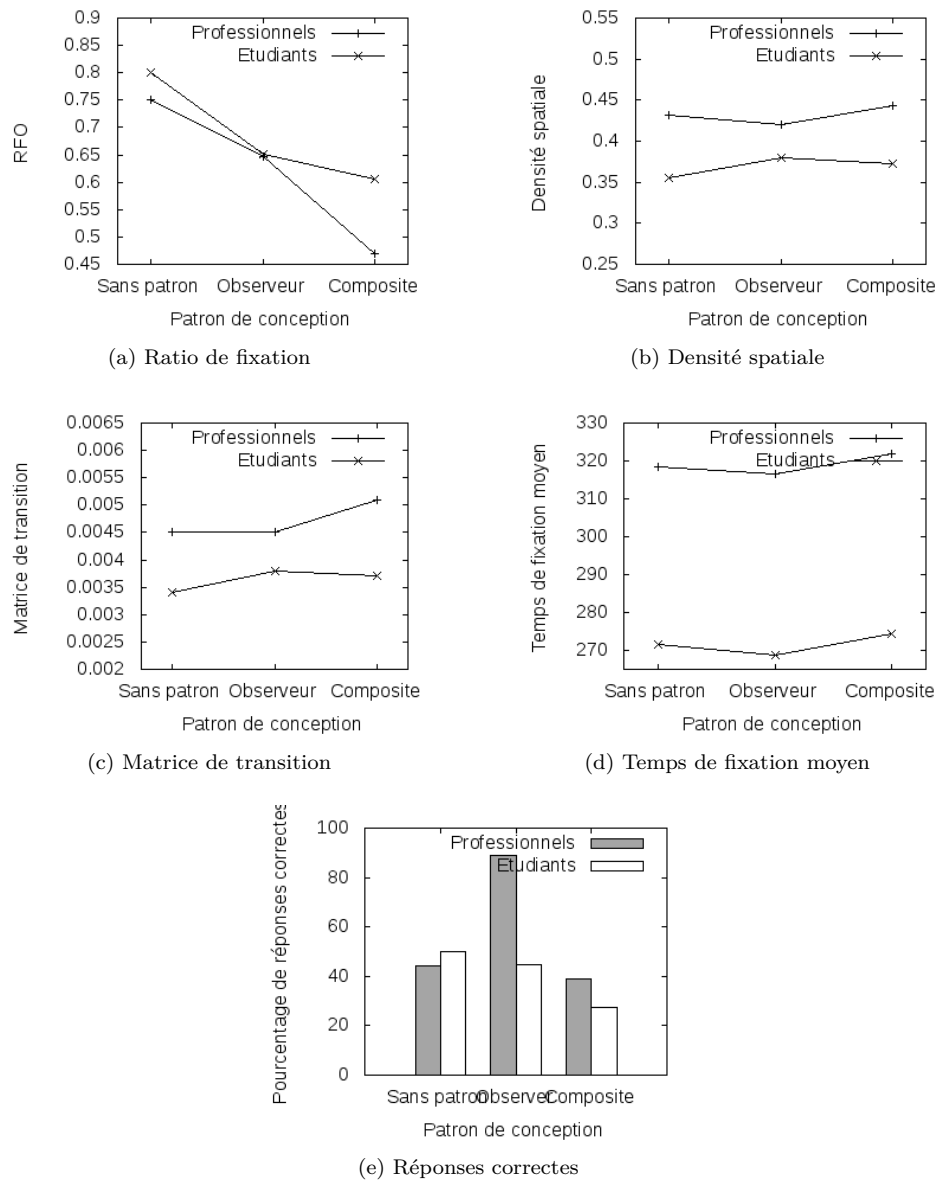 0.9
0.85
0.8
0.75
0.7
0.65
0.6
0.55
0.5
0.45
RFO
Professionnels
Etudiants
Sans patron Observeur Composite
Patron de conception
(a) Ratio de fixation
0.55
0.5
0.45
0.4
0.35
0.3
0.25
Densité spatiale
Professionnels
Etudiants
Sans patron Observeur Composite
Patron de conception
(b) Densité spatiale
0.0065
0.006
0.0055
0.005
0.0045
0.004
0.0035
0.003
0.0025
0.002
Matrice de transition
Professionnels
Etudiants
Sans patron Observeur Composite
Patron de conception
(c) Matrice de transition
330
320
310
300
290
280
270
Temps de fixation moyen
Professionnels
Etudiants
Sans patron Observeur Composite
Patron de conception
(d) Temps de fixation moyen
100
80
60
40
20
0
Pourcentage de réponses correctes
Professionnels
Etudiants
Sans patron Observer Composite
Patron de conception
(e) Réponses correctes